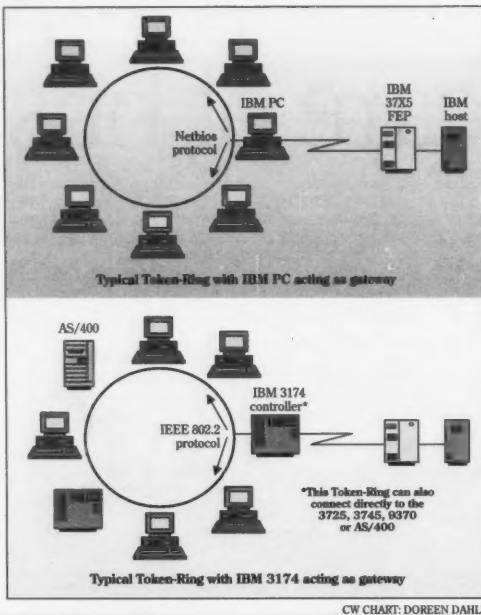 IBM PC
IBM
37X5
FEP
IBM
host
Netbios
protocol
Typical Token-Ring with IBM PC acting as gateway
AS/400
IBM 3174
controller*
IEEE 802.2
protocol
*This Token-Ring can also
connect directly to the
3725, 3745, 9370
or AS/400
Typical Token-Ring with IBM 3174 acting as gateway
CW CHART: DOREEN DAHL